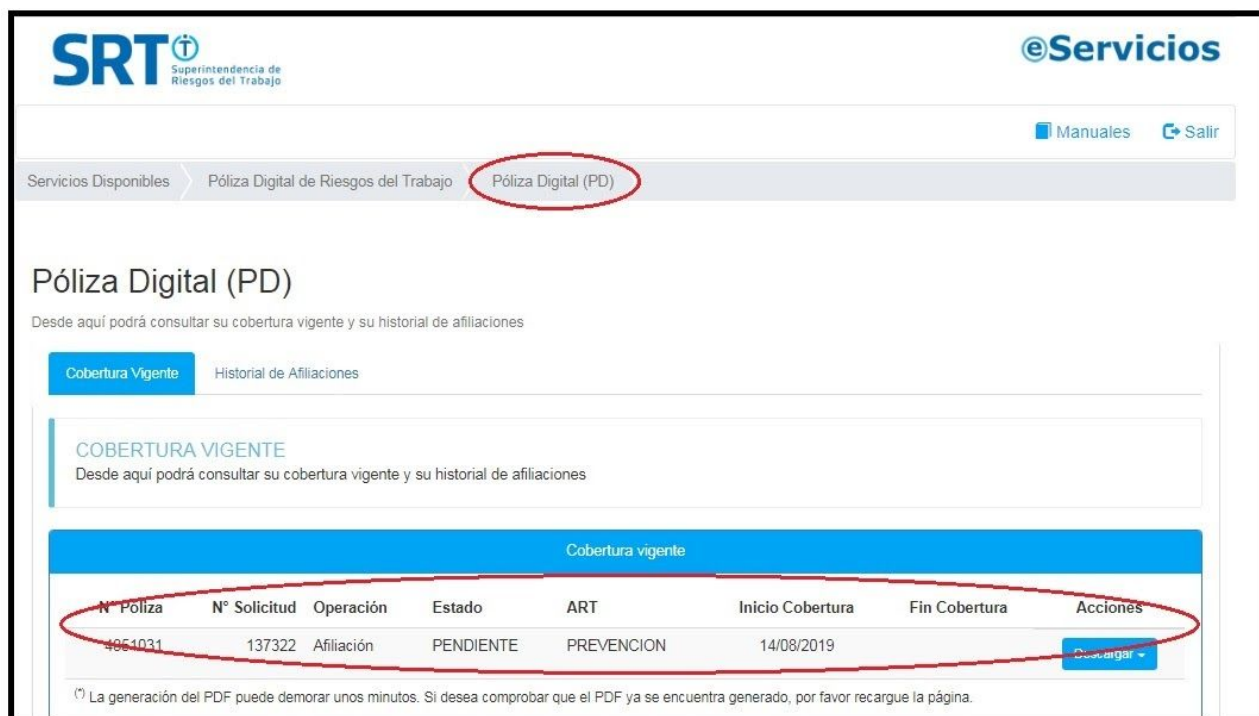 SRT
Superintendencia de
Riesgos del Trabajo
eServicios
Manuales Salir
Servicios Disponibles Póliza Digital de Riesgos del Trabajo Póliza Digital (PD)
Póliza Digital (PD)
Desde aquí podrá consultar su cobertura vigente y su historial de afiliaciones
Cobertura Vigente Historial de Afiliaciones
COBERTURA VIGENTE
Desde aquí podrá consultar su cobertura vigente y su historial de afiliaciones
Cobertura vigente
N° Póliza N° Solicitud Operación Estado ART Inicio Cobertura Fin Cobertura Acciones
4851031 137322 Afiliación PENDIENTE PREVENCION 14/08/2019 Descargar
(*) La generación del PDF puede demorar unos minutos. Si desea comprobar que el PDF ya se encuentra generado, por favor recargue la página.